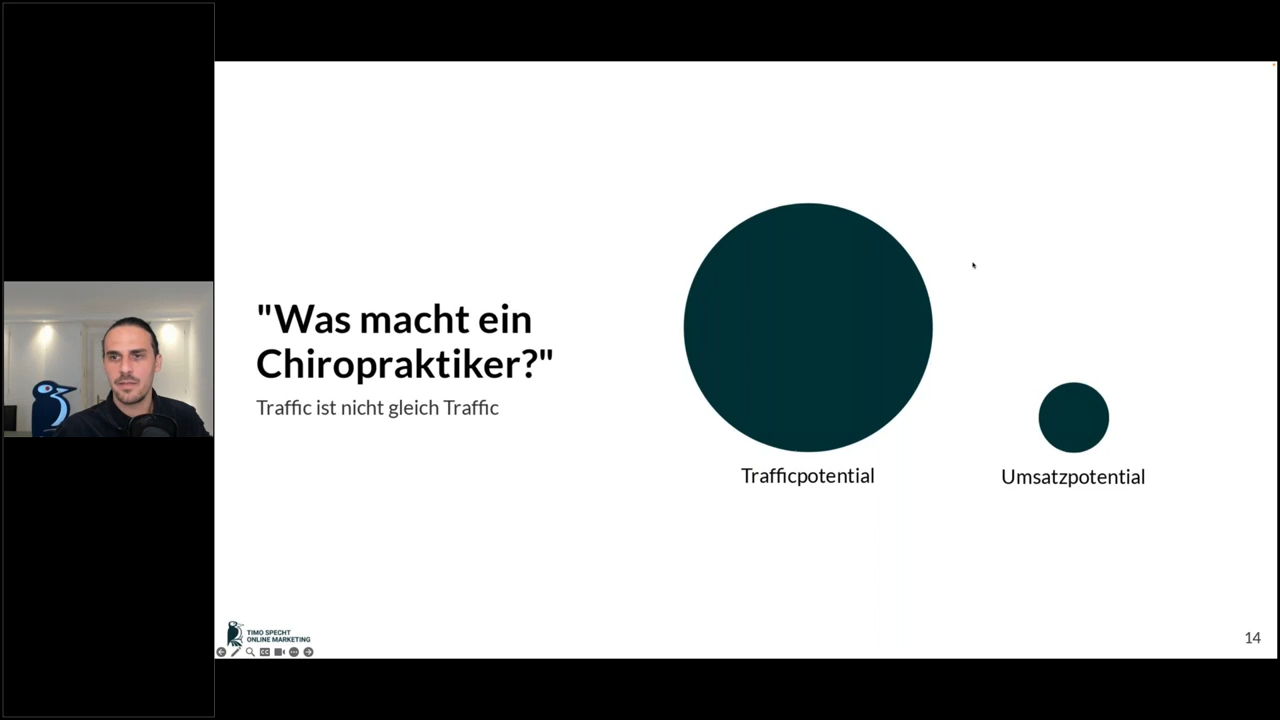 "Was macht ein
Chiropraktiker?"
Traffic ist nicht gleich Traffic
Trafficpotential
Umsatzpotential
TIMO SPECHT
ONLINE MARKETING
14